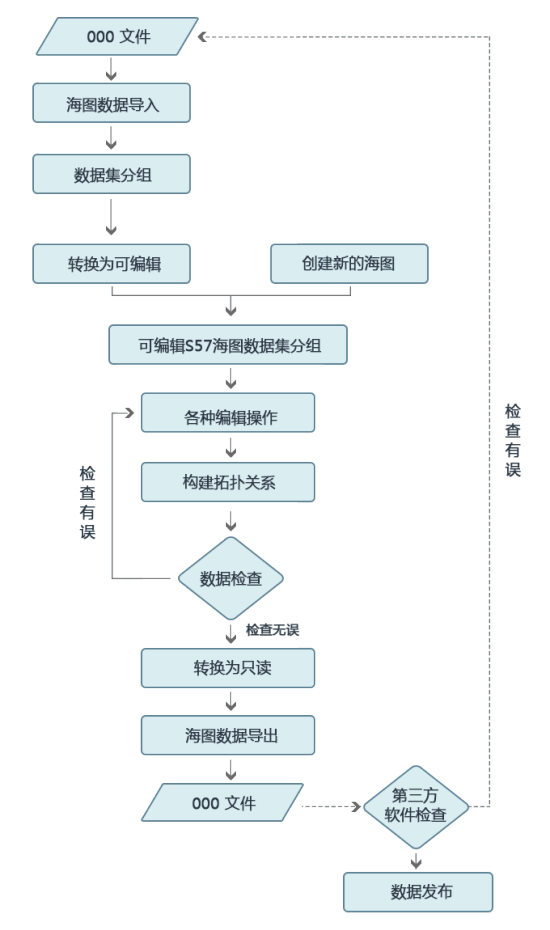 000 文件
海图数据导入
数据集分组
转换为可编辑
创建新的海图
可编辑S57海图数据集分组
各种编辑操作
检查有误
检查有误
构建拓扑关系
数据检查
检查无误
转换为只读
海图数据导出
000 文件
第三方
软件检查
数据发布